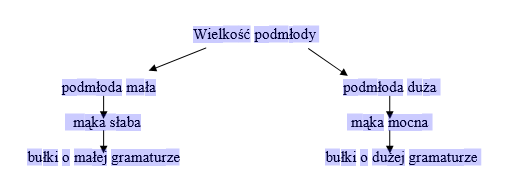 Wielkość podmłody
podmłoda mała
podmłoda duża
mąka słaba
mąka mocna
bułki o małej gramaturze
bułki o dużej gramaturze